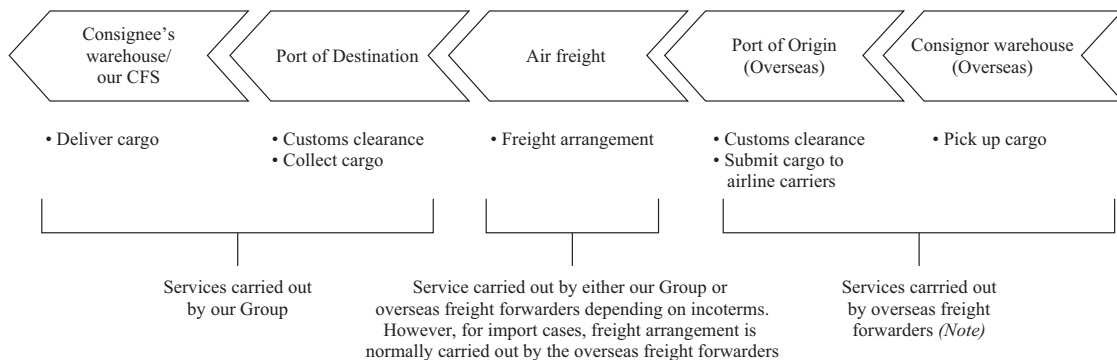 Consignee's
warehouse/
our CFS
Port of Destination
Air freight
Port of Origin
(Overseas)
Consignor warehouse
(Overseas)
• Deliver cargo
• Customs clearance
• Collect cargo
• Freight arrangement
• Customs clearance
• Submit cargo to
airline carriers
• Pick up cargo
Services carried out
by our Group
Service carried out by either our Group or
overseas freight forwarders depending on incoterms.
However, for import cases, freight arrangement is
normally carried out by the overseas freight forwarders
Services carrried out
by overseas freight
forwarders (Note)